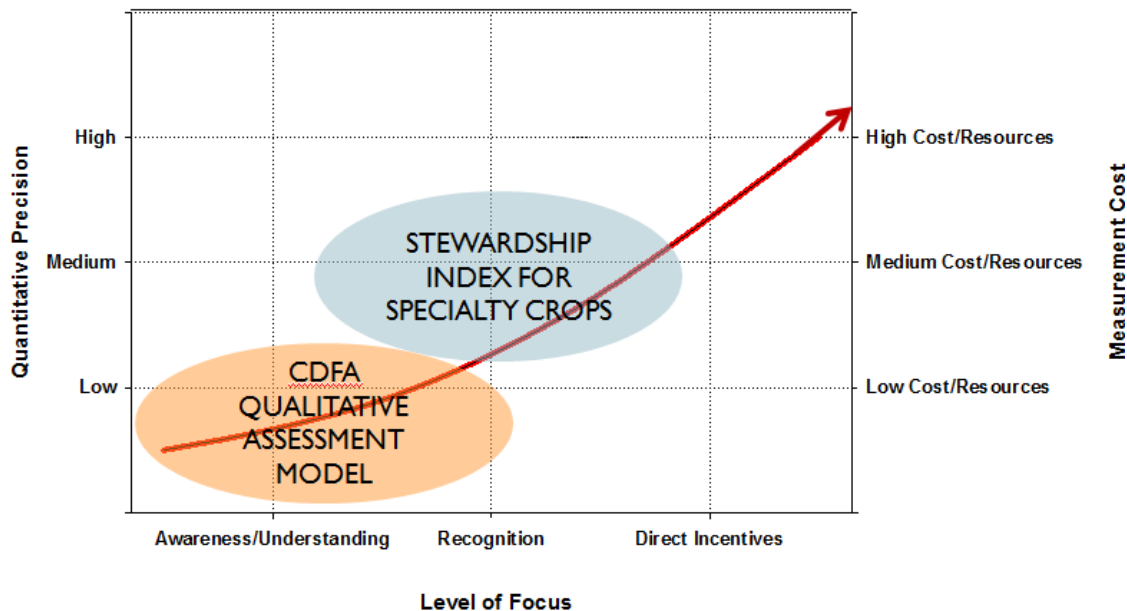 Quantitative Precision
High
Medium
Low
STEWARDSHIP
INDEX FOR
SPECIALTY CROPS
CDFA
QUALITATIVE
ASSESSMENT
MODEL
High Cost/Resources
Medium Cost/Resources
Low Cost/Resources
Measurement Cost
Awareness/Understanding
Recognition
Direct Incentives
Level of Focus